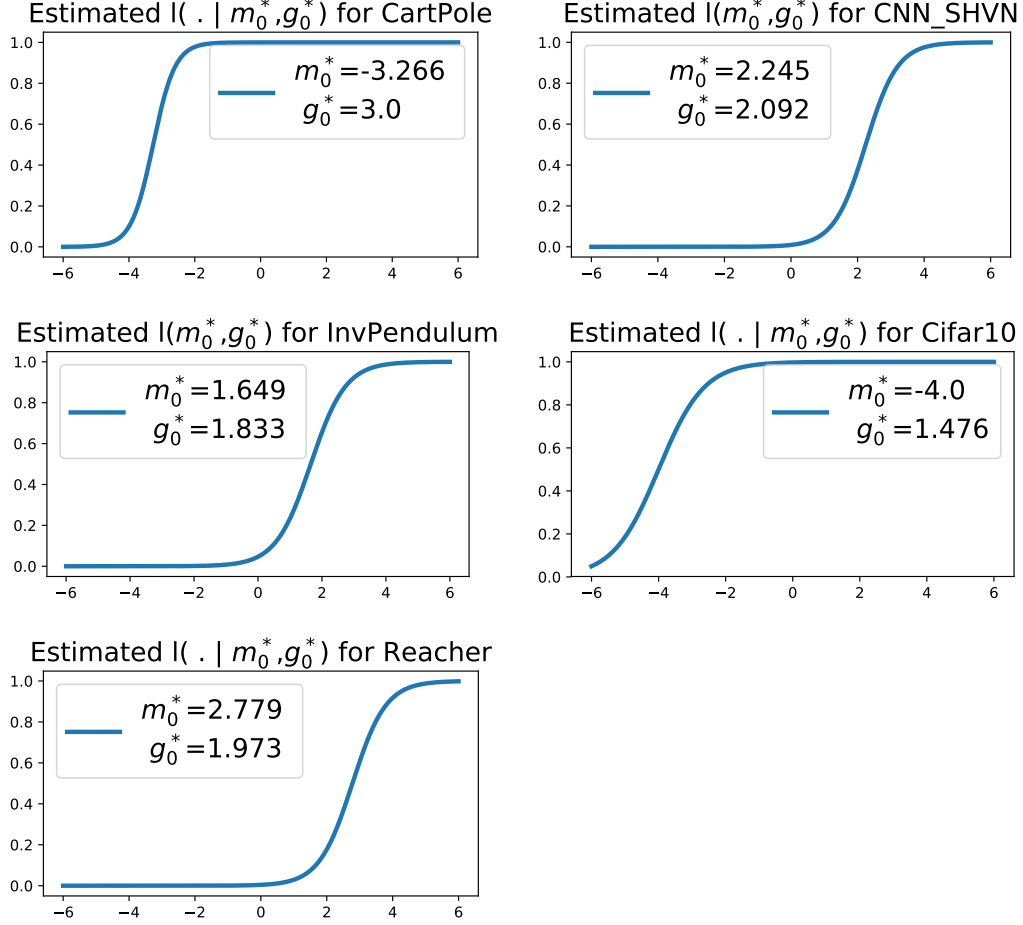 Estimated l( . | m₀*,g₀*) for CartPole
1.0
0.8
0.6
0.4
0.2
0.0
m₀*=-3.266
g₀*=3.0
−6 −4 −2 0 2 4 6
Estimated l(m₀*,g₀*) for CNN_SHVN
1.0
0.8
0.6
0.4
0.2
0.0
m₀*=2.245
g₀*=2.092
−6 −4 −2 0 2 4 6
Estimated l(m₀*,g₀*) for InvPendulum
1.0
0.8
0.6
0.4
0.2
0.0
m₀*=1.649
g₀*=1.833
−6 −4 −2 0 2 4 6
Estimated l( . | m₀*,g₀*) for Cifar10
1.0
0.8
0.6
0.4
0.2
0.0
m₀*=-4.0
g₀*=1.476
−6 −4 −2 0 2 4 6
Estimated l( . | m₀*,g₀*) for Reacher
1.0
0.8
0.6
0.4
0.2
0.0
m₀*=2.779
g₀*=1.973
−6 −4 −2 0 2 4 6